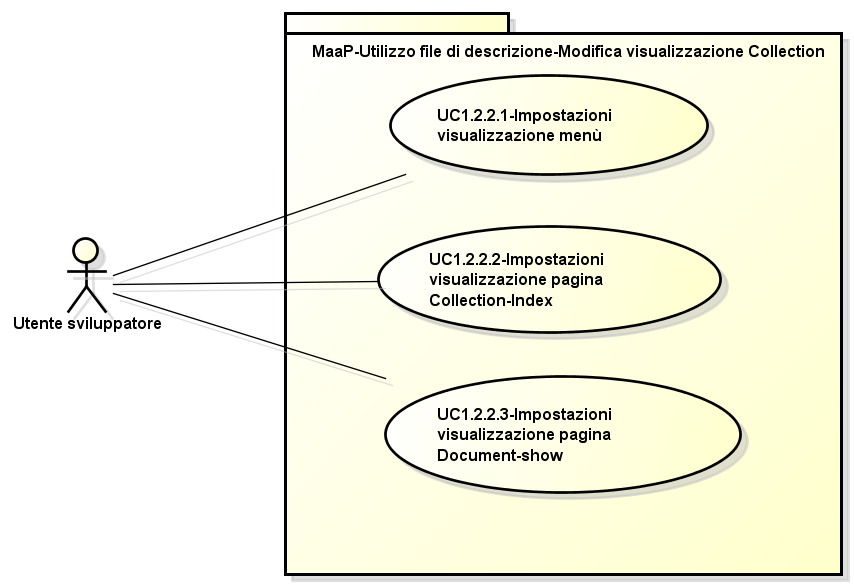 MaaP-Utilizzo file di descrizione-Modifica visualizzazione Collection
UC1.2.2.1-Impostazioni
visualizzazione menù
UC1.2.2.2-Impostazioni
visualizzazione pagina
Collection-Index
Utente sviluppatore
UC1.2.2.3-Impostazioni
visualizzazione pagina
Document-show